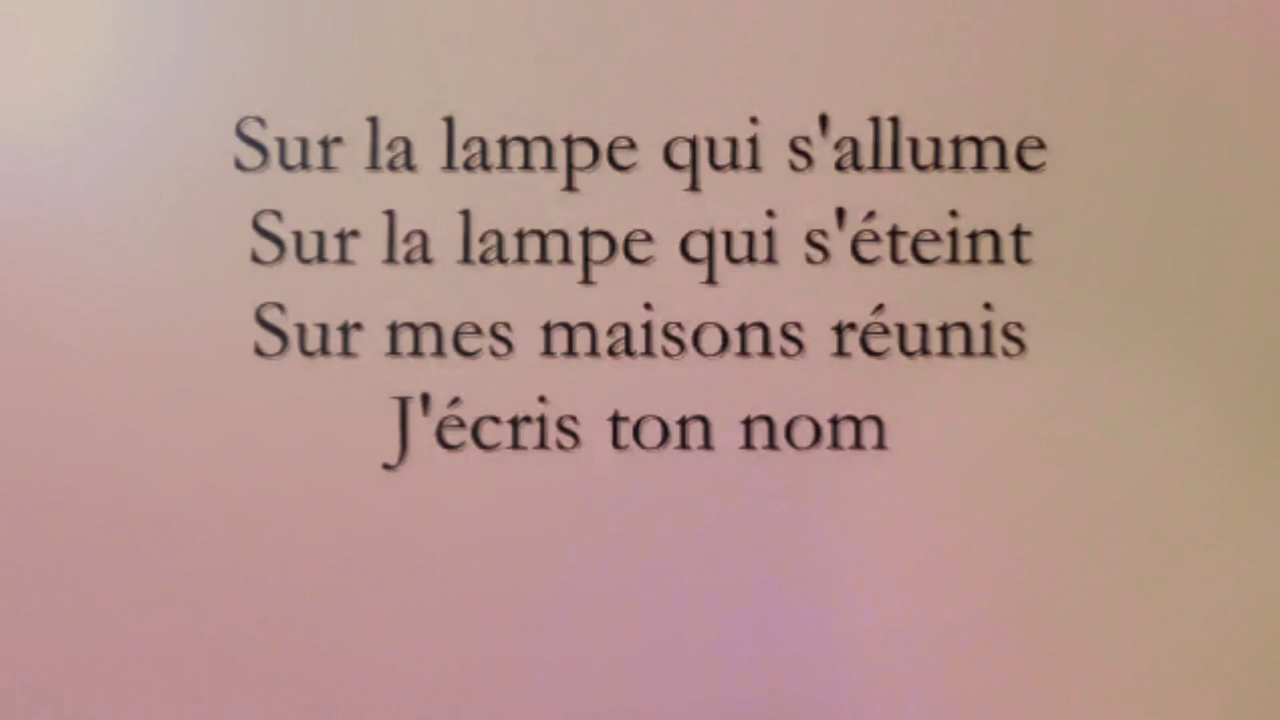 Sur la lampe qui s'allume
Sur la lampe qui s'éteint
Sur mes maisons réunis
J'écris ton nom